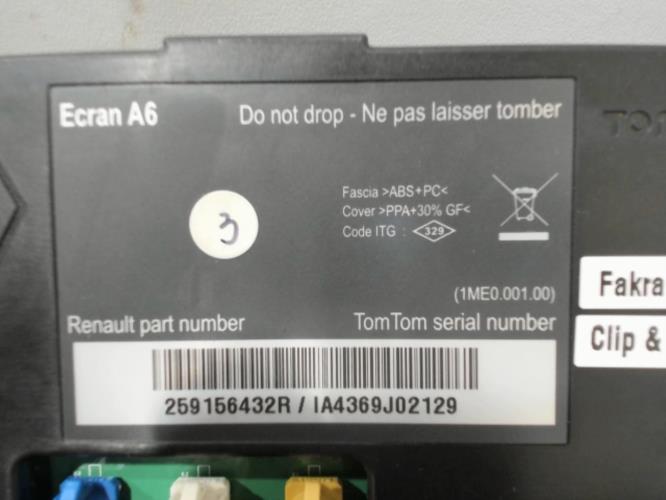 Ecran A6
Do not drop - Ne pas laisser tomber
3
Fascia >ABS+PC<
Cover >PPA+30% GF<
Code ITG : 329
(1ME0.001.00)
Renault part number
TomTom serial number
259156432R / IA4369J02129
Fakra
Clip &